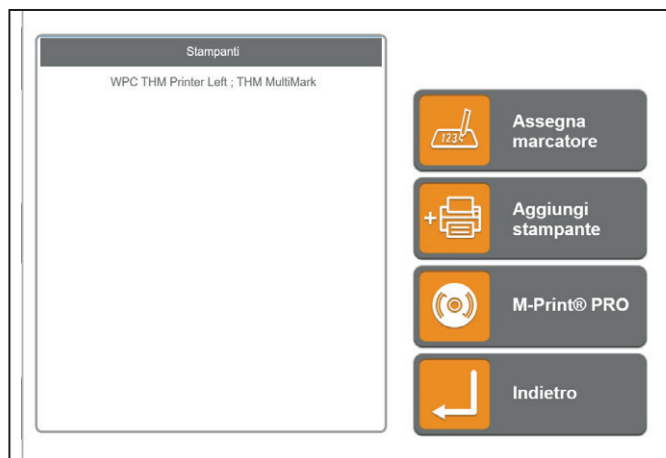 Stampanti
WPC THM Printer Left ; THM MultiMark
123
Assegna
marcatore
Aggiungi
stampante
M-Print® PRO
Indietro